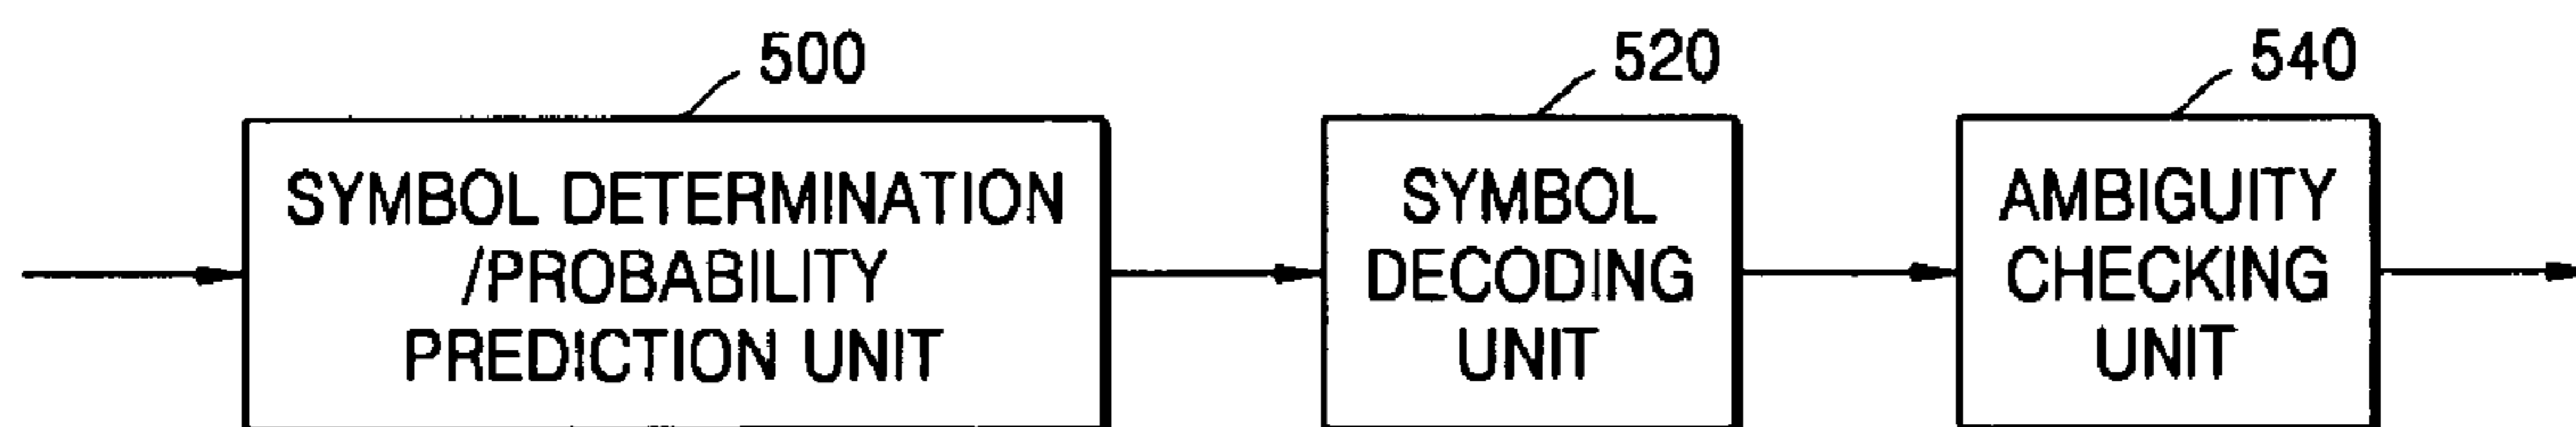 500
520
540
SYMBOL DETERMINATION
/PROBABILITY
PREDICTION UNIT
SYMBOL
DECODING
UNIT
AMBIGUITY
CHECKING
UNIT